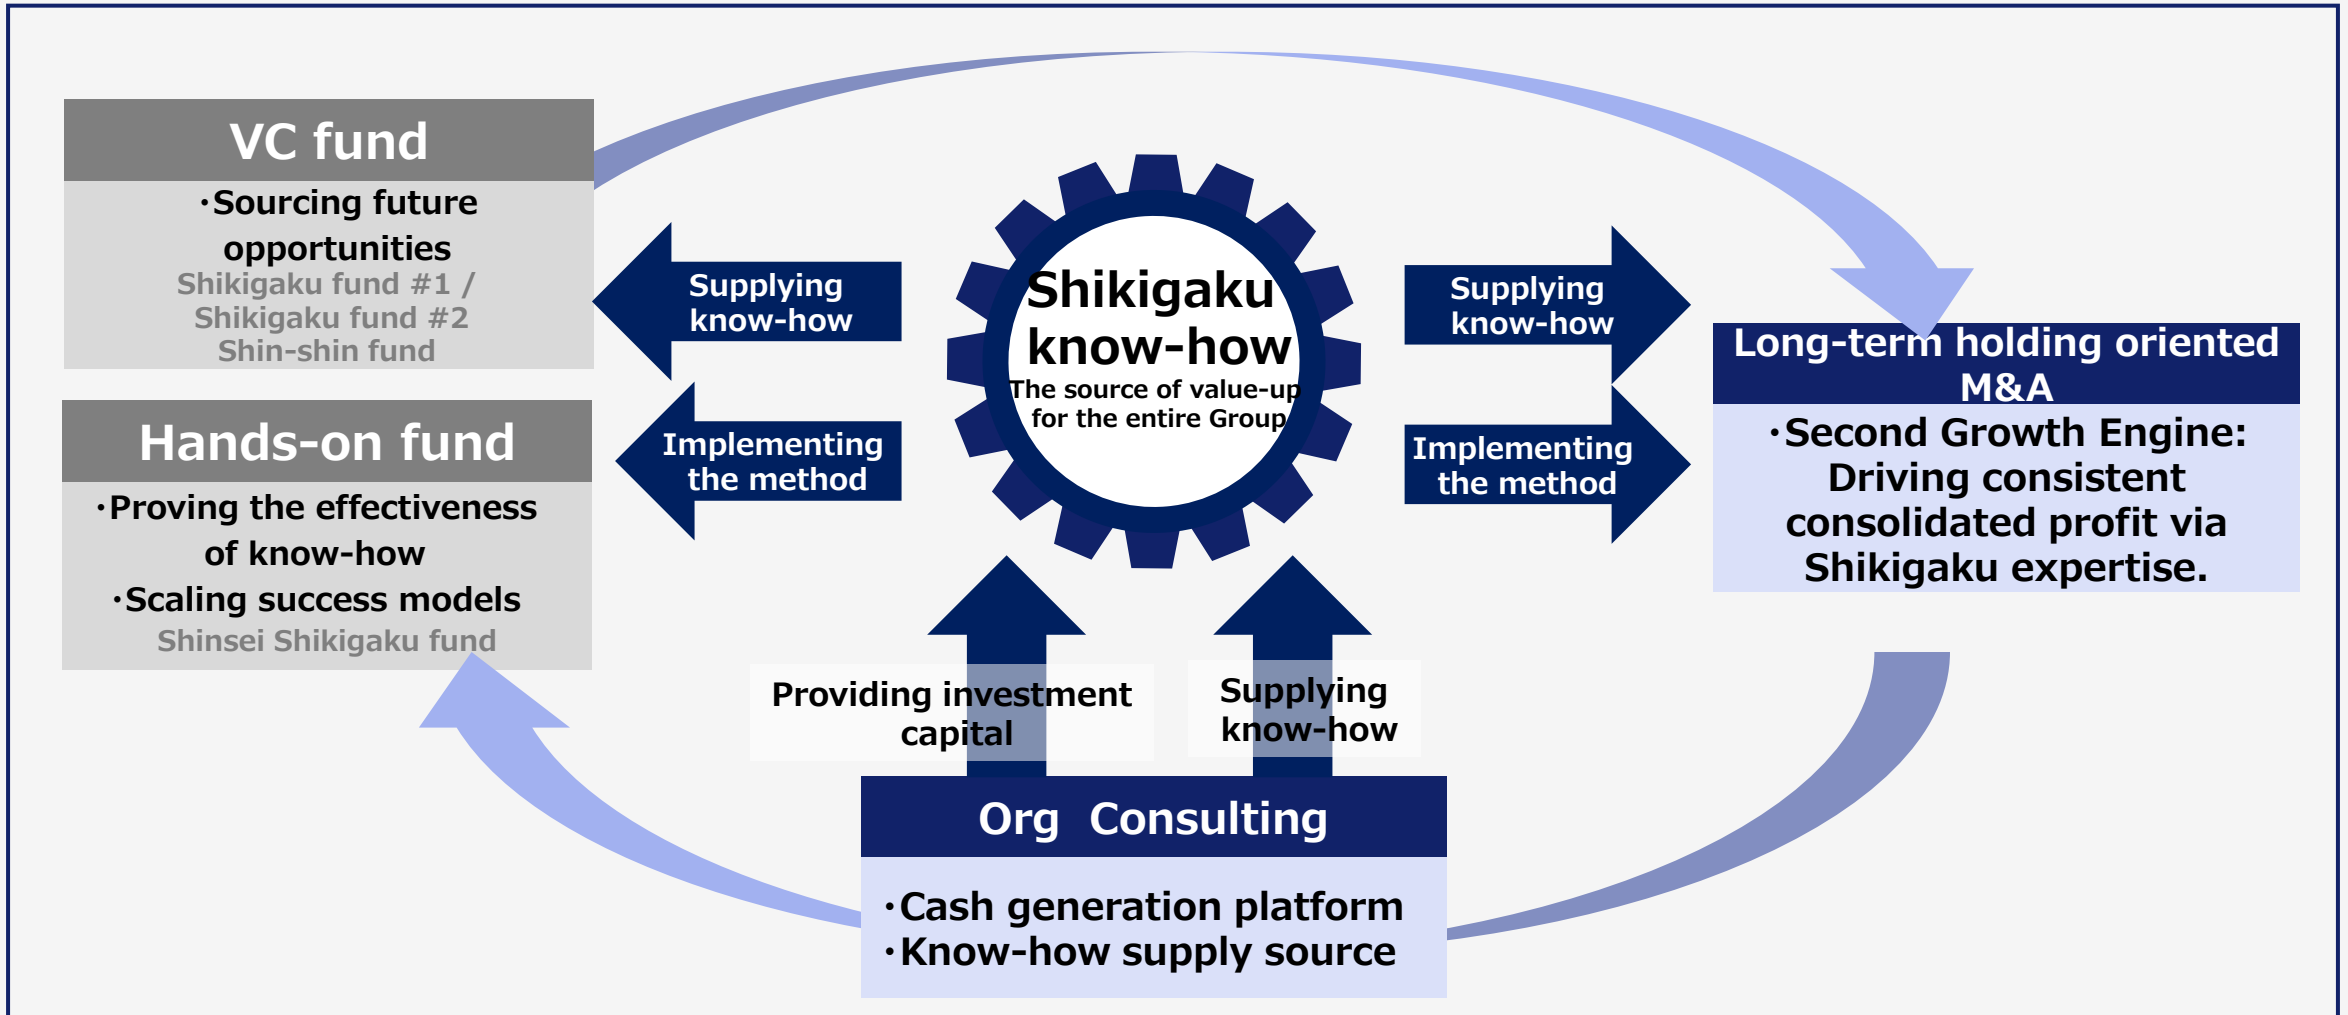 VC fund
・Sourcing future
opportunities
Shikigaku fund #1 /
Shikigaku fund #2
Shin-shin fund
Hands-on fund
・Proving the effectiveness
of know-how
・Scaling success models
Shinsei Shikigaku fund
Supplying
know-how
Implementing
the method
Shikigaku
know-how
The source of value-up
for the entire Group
Supplying
know-how
Implementing
the method
Long-term holding oriented
M&A
・Second Growth Engine:
Driving consistent
consolidated profit via
Shikigaku expertise.
Providing investment
capital
Supplying
know-how
Org  Consulting
・Cash generation platform
・Know-how supply source